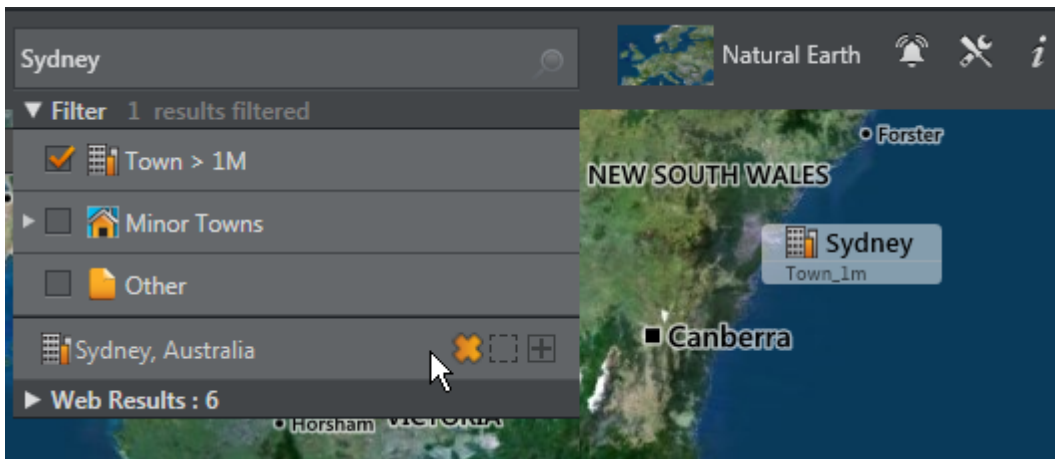 Sydney
Natural Earth
i
Filter 1 results filtered
Town > 1M
Minor Towns
Other
Sydney, Australia
Web Results : 6
Forster
NEW SOUTH WALES
Sydney
Town_1m
Canberra
Horsham
VICTORIA